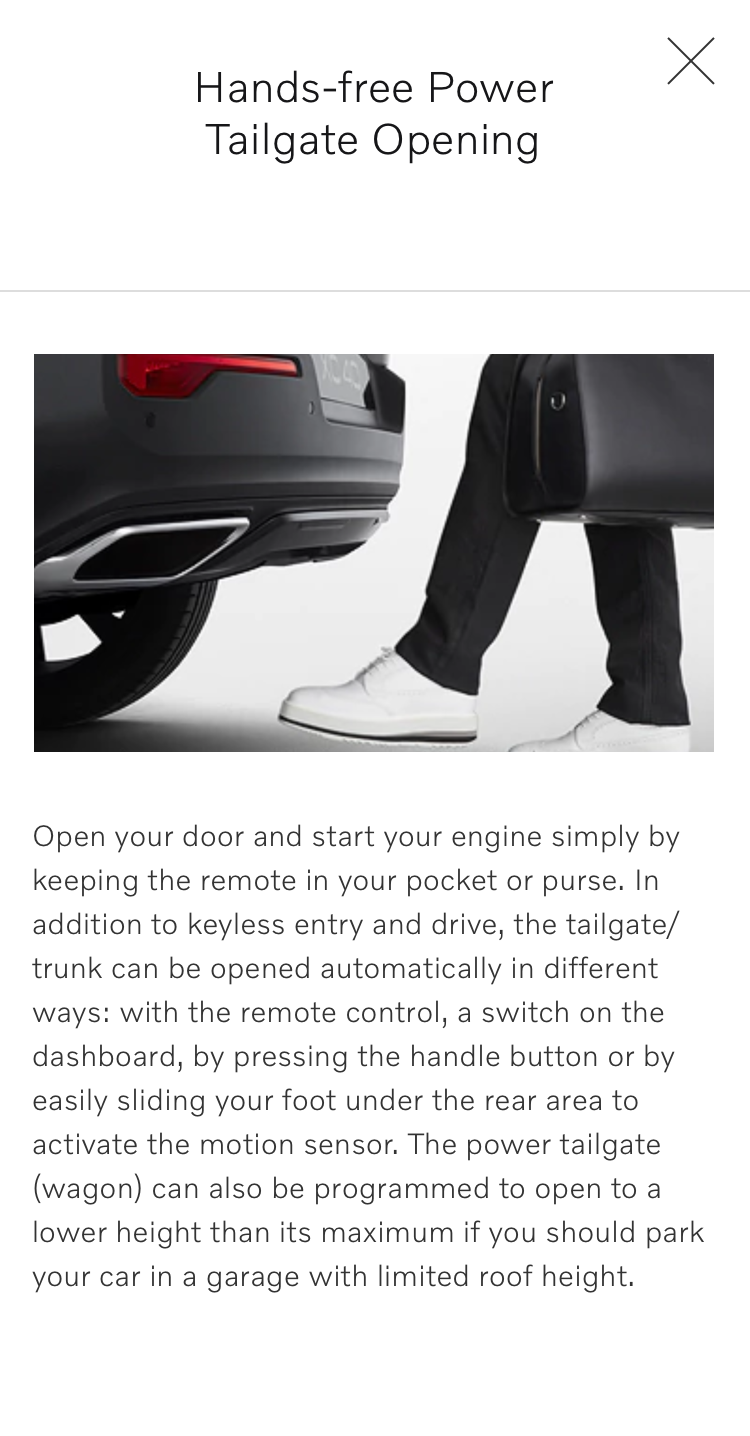 Hands-free Power
Tailgate Opening
XC40
Open your door and start your engine simply by
keeping the remote in your pocket or purse. In
addition to keyless entry and drive, the tailgate/
trunk can be opened automatically in different
ways: with the remote control, a switch on the
dashboard, by pressing the handle button or by
easily sliding your foot under the rear area to
activate the motion sensor. The power tailgate
(wagon) can also be programmed to open to a
lower height than its maximum if you should park
your car in a garage with limited roof height.